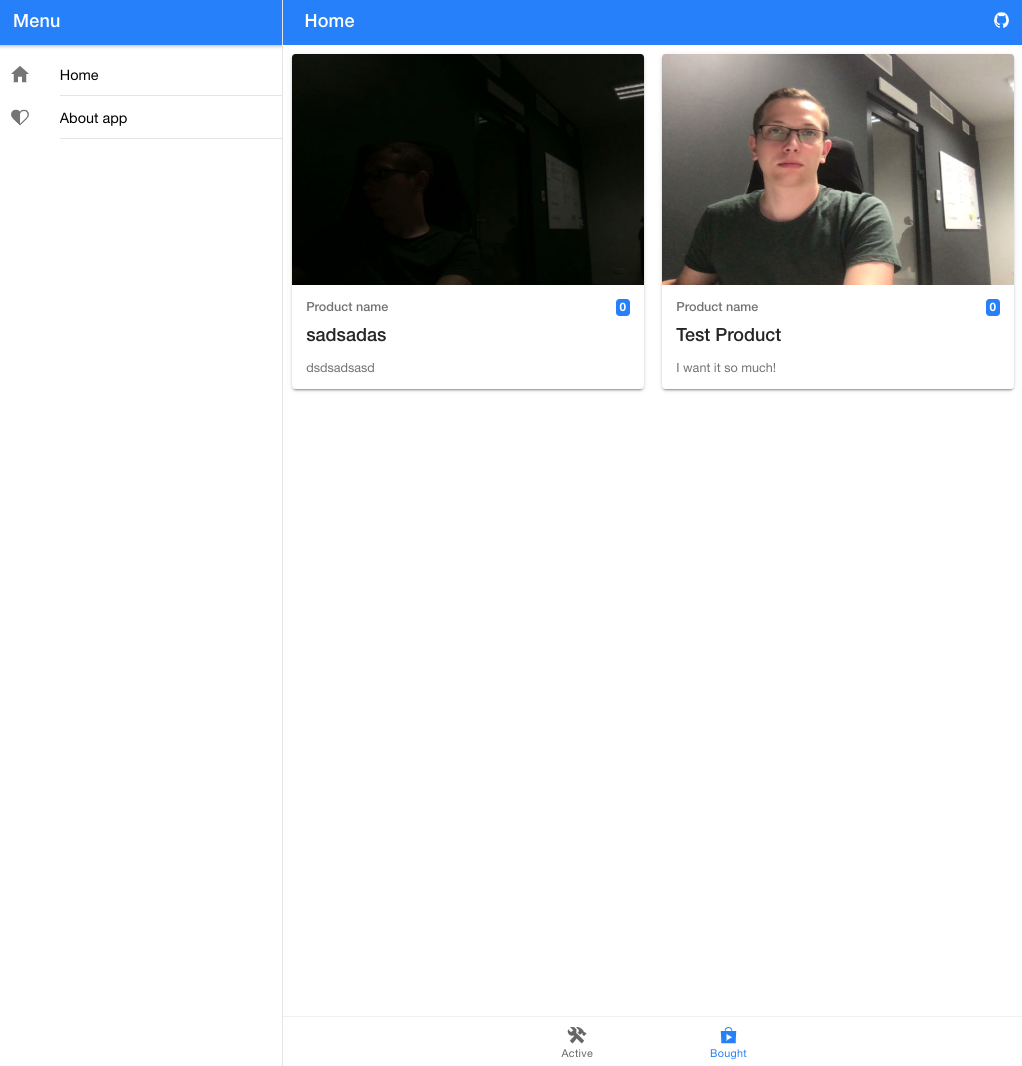 Menu
Home
About app
Home
Product name 0
sadsadas
dsdsadsasd
Product name 0
Test Product
I want it so much!
Active
Bought